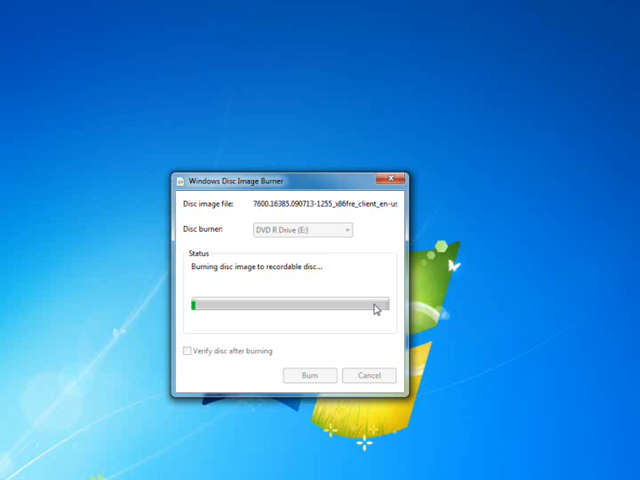 Windows Disc Image Burner
Disc image file: 7600.16385.090713-1255_x86fre_client_en-us
Disc burner: DVD R Drive (E:)
Status
Burning disc image to recordable disc...
Verify disc after burning
Burn Cancel